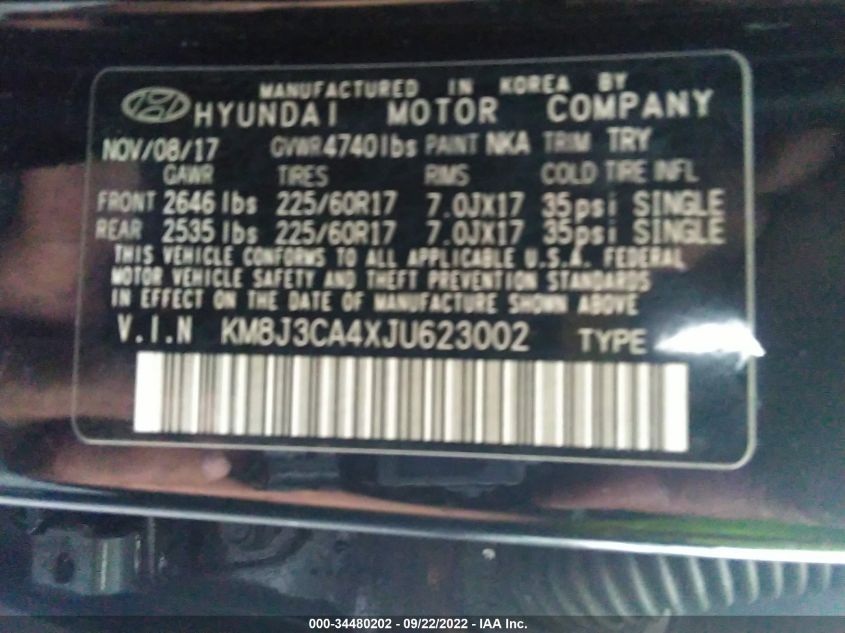 MANUFACTURED IN KOREA BY
HYUNDAI MOTOR COMPANY
NOV/08/17 GVWR 4740 lbs PAINT NKA TRIM TRY
GAWR TIRES RMS COLD TIRE INFL
FRONT 2646 lbs 225/60R17 7.0JX17 35psi SINGLE
REAR 2535 lbs 225/60R17 7.0JX17 35psi SINGLE
THIS VEHICLE CONFORMS TO ALL APPLICABLE U.S.A. FEDERAL
MOTOR VEHICLE SAFETY AND THEFT PREVENTION STANDARDS
IN EFFECT ON THE DATE OF MANUFACTURE SHOWN ABOVE.
V.I.N KM8J3CA4XJU623002 TYPE
000-34480202 - 09/22/2022 - IAA Inc.